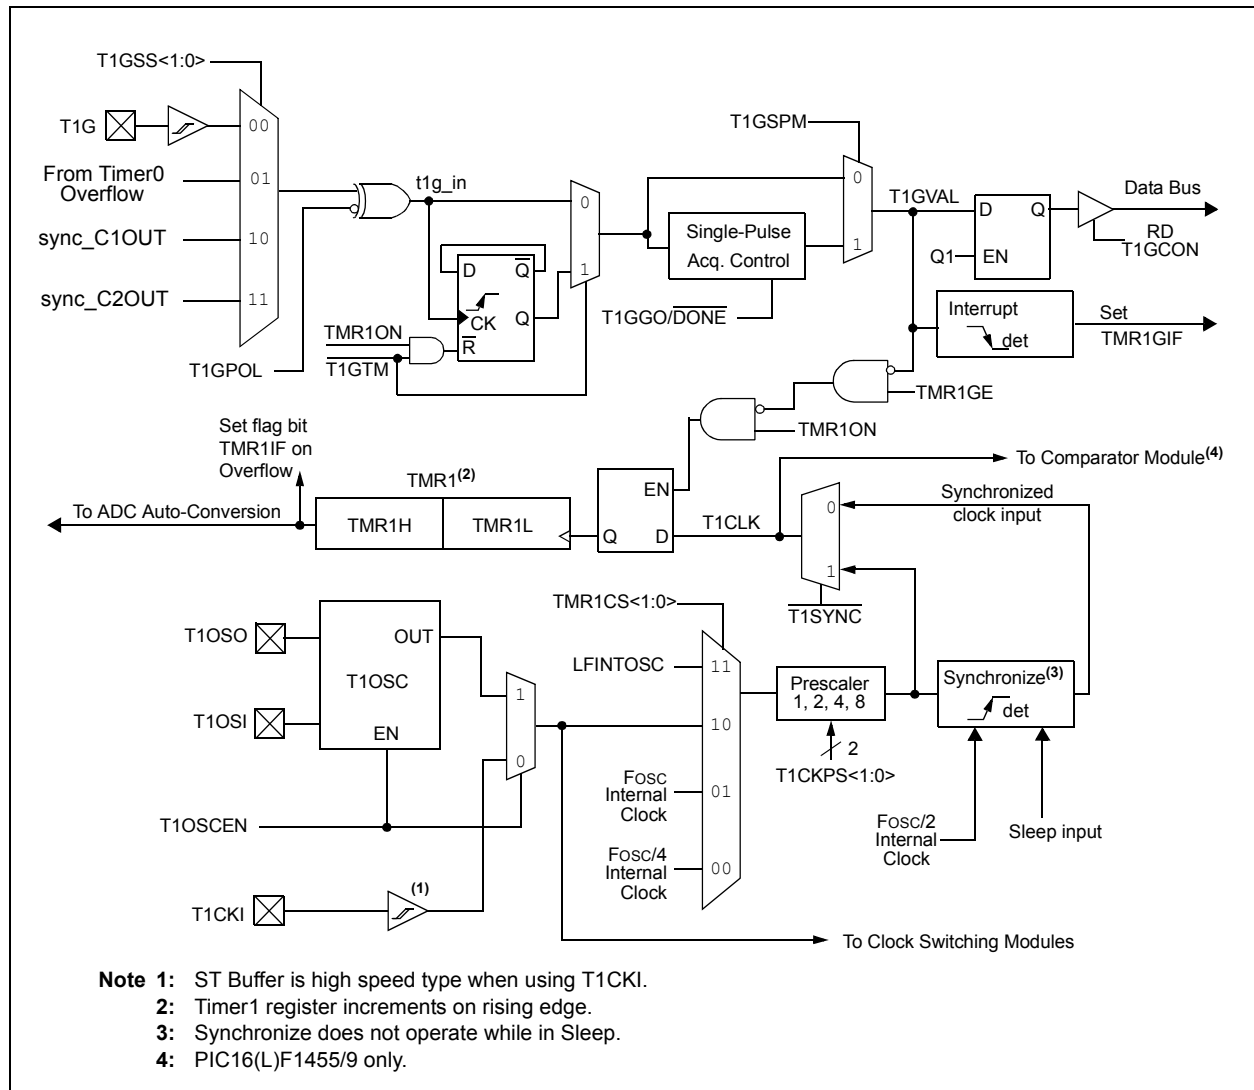 T1GSS<1:0>
T1G
00
From Timer0
Overflow
01
sync_C1OUT
10
sync_C2OUT
11
T1GPOL
t1g_in
D
Q
CK
Q
R
TMR1ON
T1GTM
0
1
T1GSPM
Single-Pulse
Acq. Control
T1GGO/DONE
0
1
T1GVAL
D
Q
Q1
EN
Data Bus
RD
T1GCON
Interrupt
det
Set
TMR1GIF
TMR1GE
TMR1ON
Set flag bit
TMR1IF on
Overflow
To ADC Auto-Conversion
TMR1(2)
TMR1H
TMR1L
EN
Q
D
T1CLK
To Comparator Module(4)
Synchronized
clock input
0
1
T1SYNC
T1OSO
T1OSI
OUT
T1OSC
EN
T1OSCEN
T1CKI
(1)
1
0
TMR1CS<1:0>
LFINTOSC
11
10
FOSC
Internal
Clock
01
FOSC/4
Internal
Clock
00
Prescaler
1, 2, 4, 8
2
T1CKPS<1:0>
Synchronize(3)
det
FOSC/2
Internal
Clock
Sleep input
To Clock Switching Modules
Note 1: ST Buffer is high speed type when using T1CKI.
2: Timer1 register increments on rising edge.
3: Synchronize does not operate while in Sleep.
4: PIC16(L)F1455/9 only.